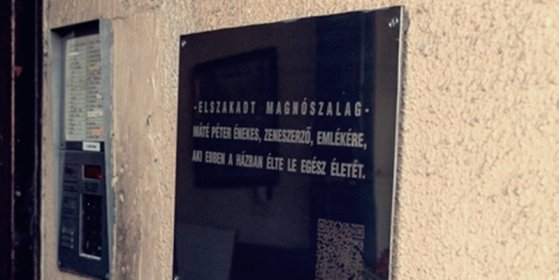 -ELSZAKADT MAGNÓSZALAG-
MÁTÉ PÉTER ÉNEKES, ZENESZERZŐ, EMLÉKÉRE,
AKI EBBEN A HÁZBAN ÉLTE LE EGÉSZ ÉLETÉT.